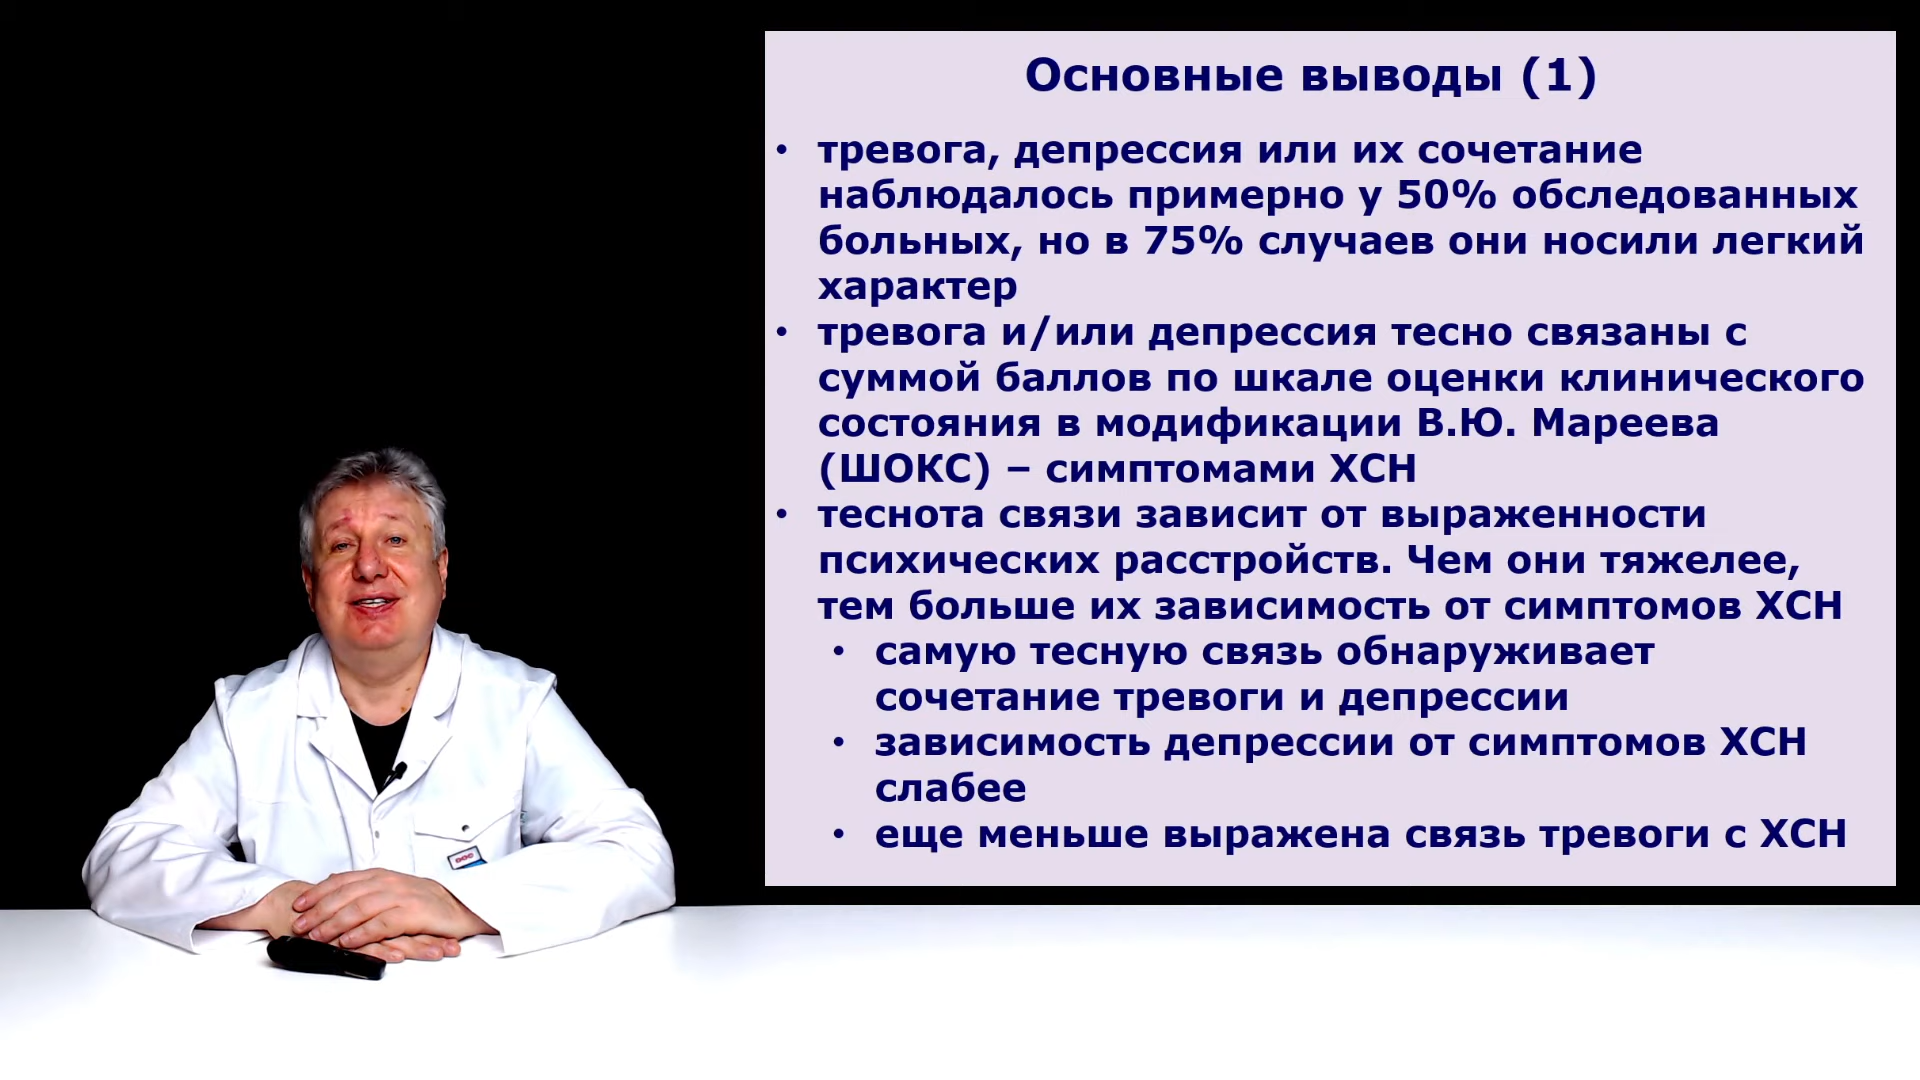 Основные выводы (1)
• тревога, депрессия или их сочетание
наблюдалось примерно у 50% обследованных
больных, но в 75% случаев они носили легкий
характер
• тревога и/или депрессия тесно связаны с
суммой баллов по шкале оценки клинического
состояния в модификации В.Ю. Мареева
(ШОКС) – симптомами ХСН
• теснота связи зависит от выраженности
психических расстройств. Чем они тяжелее,
тем больше их зависимость от симптомов ХСН
• самую тесную связь обнаруживает
сочетание тревоги и депрессии
• зависимость депрессии от симптомов ХСН
слабее
• еще меньше выражена связь тревоги с ХСН